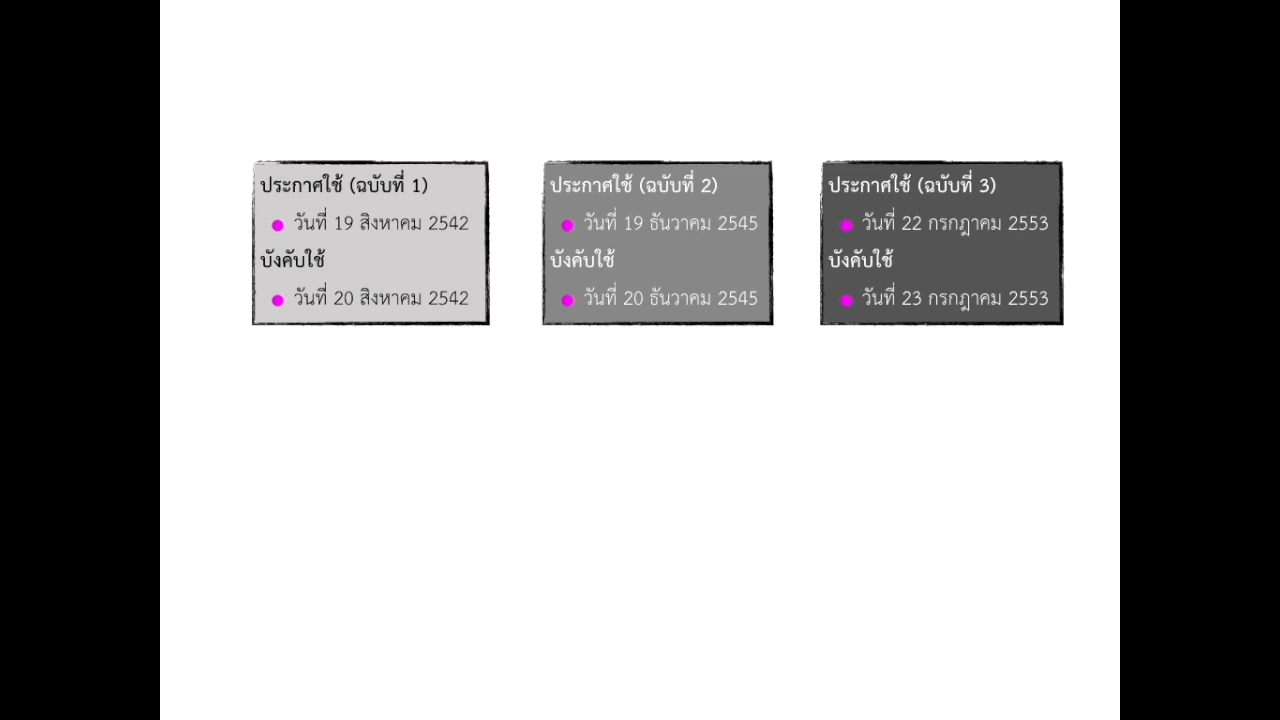 ประกาศใช้ (ฉบับที่ 1)
วันที่ 19 สิงหาคม 2542
บังคับใช้
วันที่ 20 สิงหาคม 2542
ประกาศใช้ (ฉบับที่ 2)
วันที่ 19 ธันวาคม 2545
บังคับใช้
วันที่ 20 ธันวาคม 2545
ประกาศใช้ (ฉบับที่ 3)
วันที่ 22 กรกฎาคม 2553
บังคับใช้
วันที่ 23 กรกฎาคม 2553